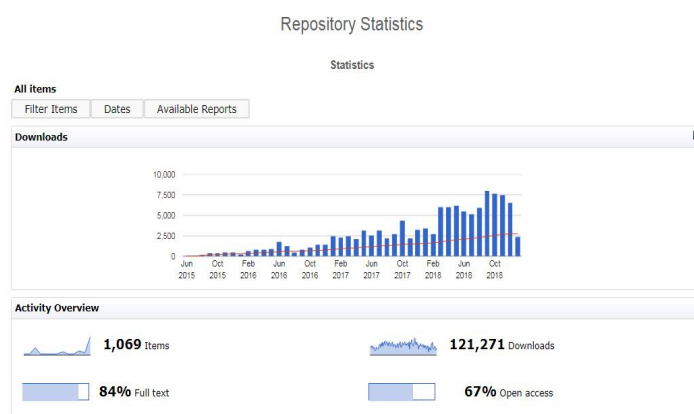 Repository Statistics
Statistics
All items
Filter Items Dates Available Reports
Downloads
10,000
7,500
5,000
2,500
0
Jun Oct Feb Jun Oct Feb Jun Oct Feb Jun Oct
2015 2015 2016 2016 2016 2017 2017 2017 2018 2018 2018
Activity Overview
1,069 Items 121,271 Downloads
84% Full text 67% Open access